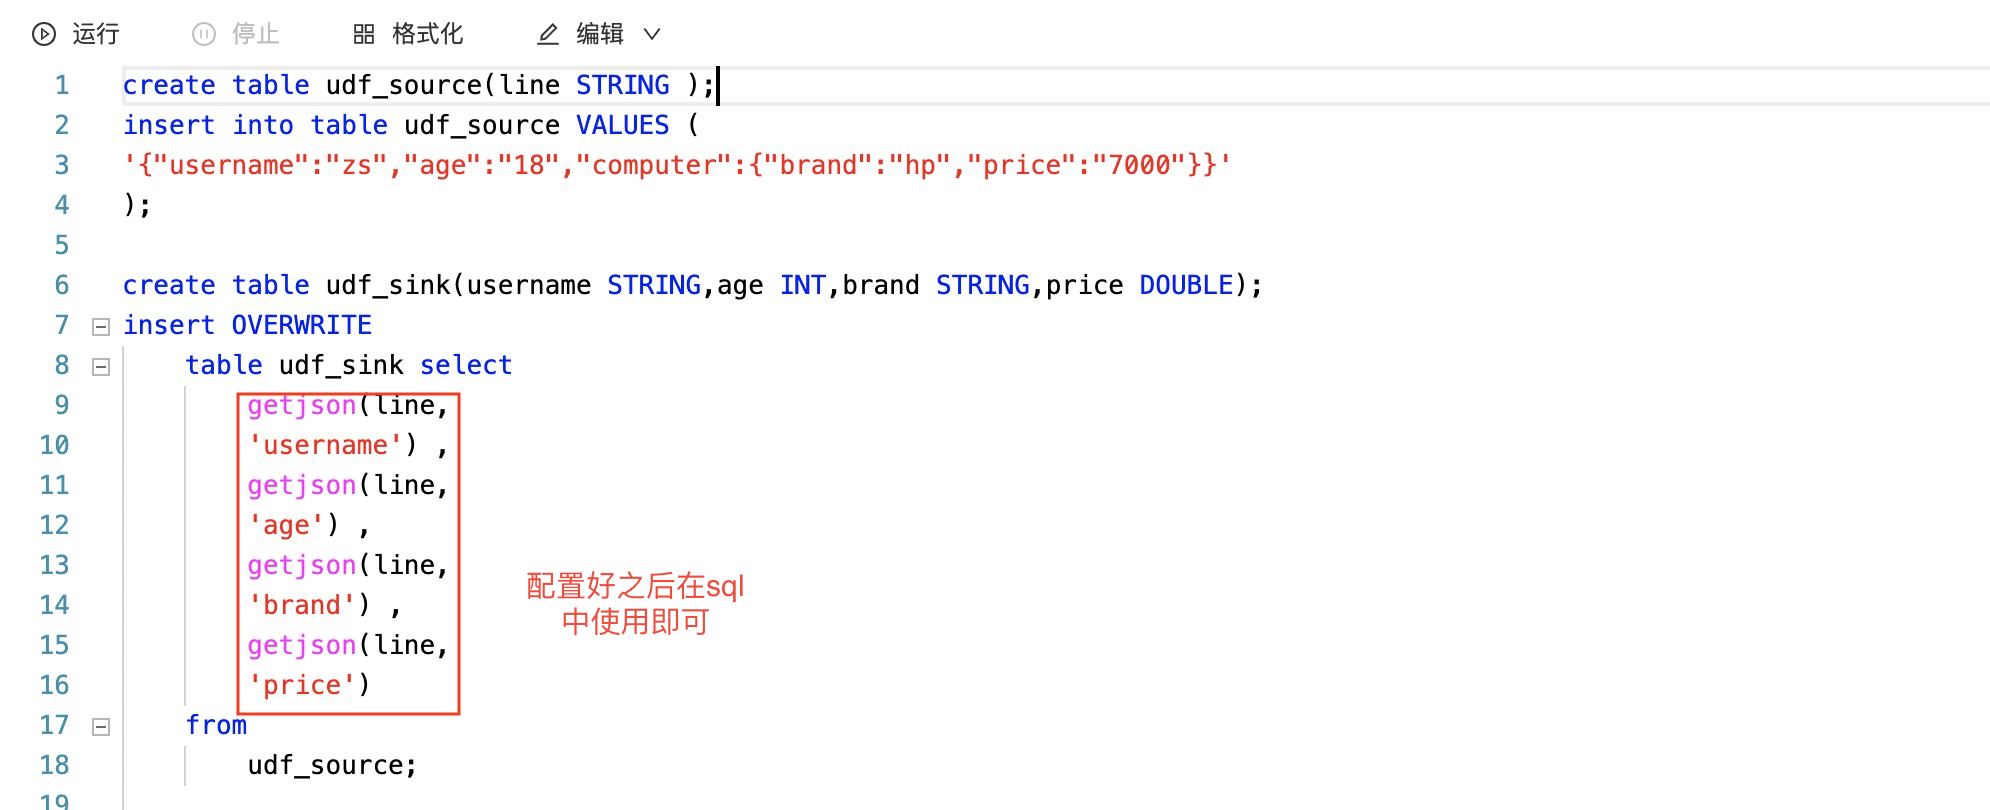 运行 停止 格式化 编辑
1 create table udf_source(line STRING );
2 insert into table udf_source VALUES (
3 '{"username":"zs","age":"18","computer":{"brand":"hp","price":"7000"}}'
4 );
5
6 create table udf_sink(username STRING,age INT,brand STRING,price DOUBLE);
7 insert OVERWRITE
8 table udf_sink select
9 getjson(line,
10 'username') ,
11 getjson(line,
12 'age') ,
13 getjson(line,
14 'brand') ,
15 getjson(line,
16 'price')
17 from
18 udf_source;
19
配置好之后在sql
中使用即可